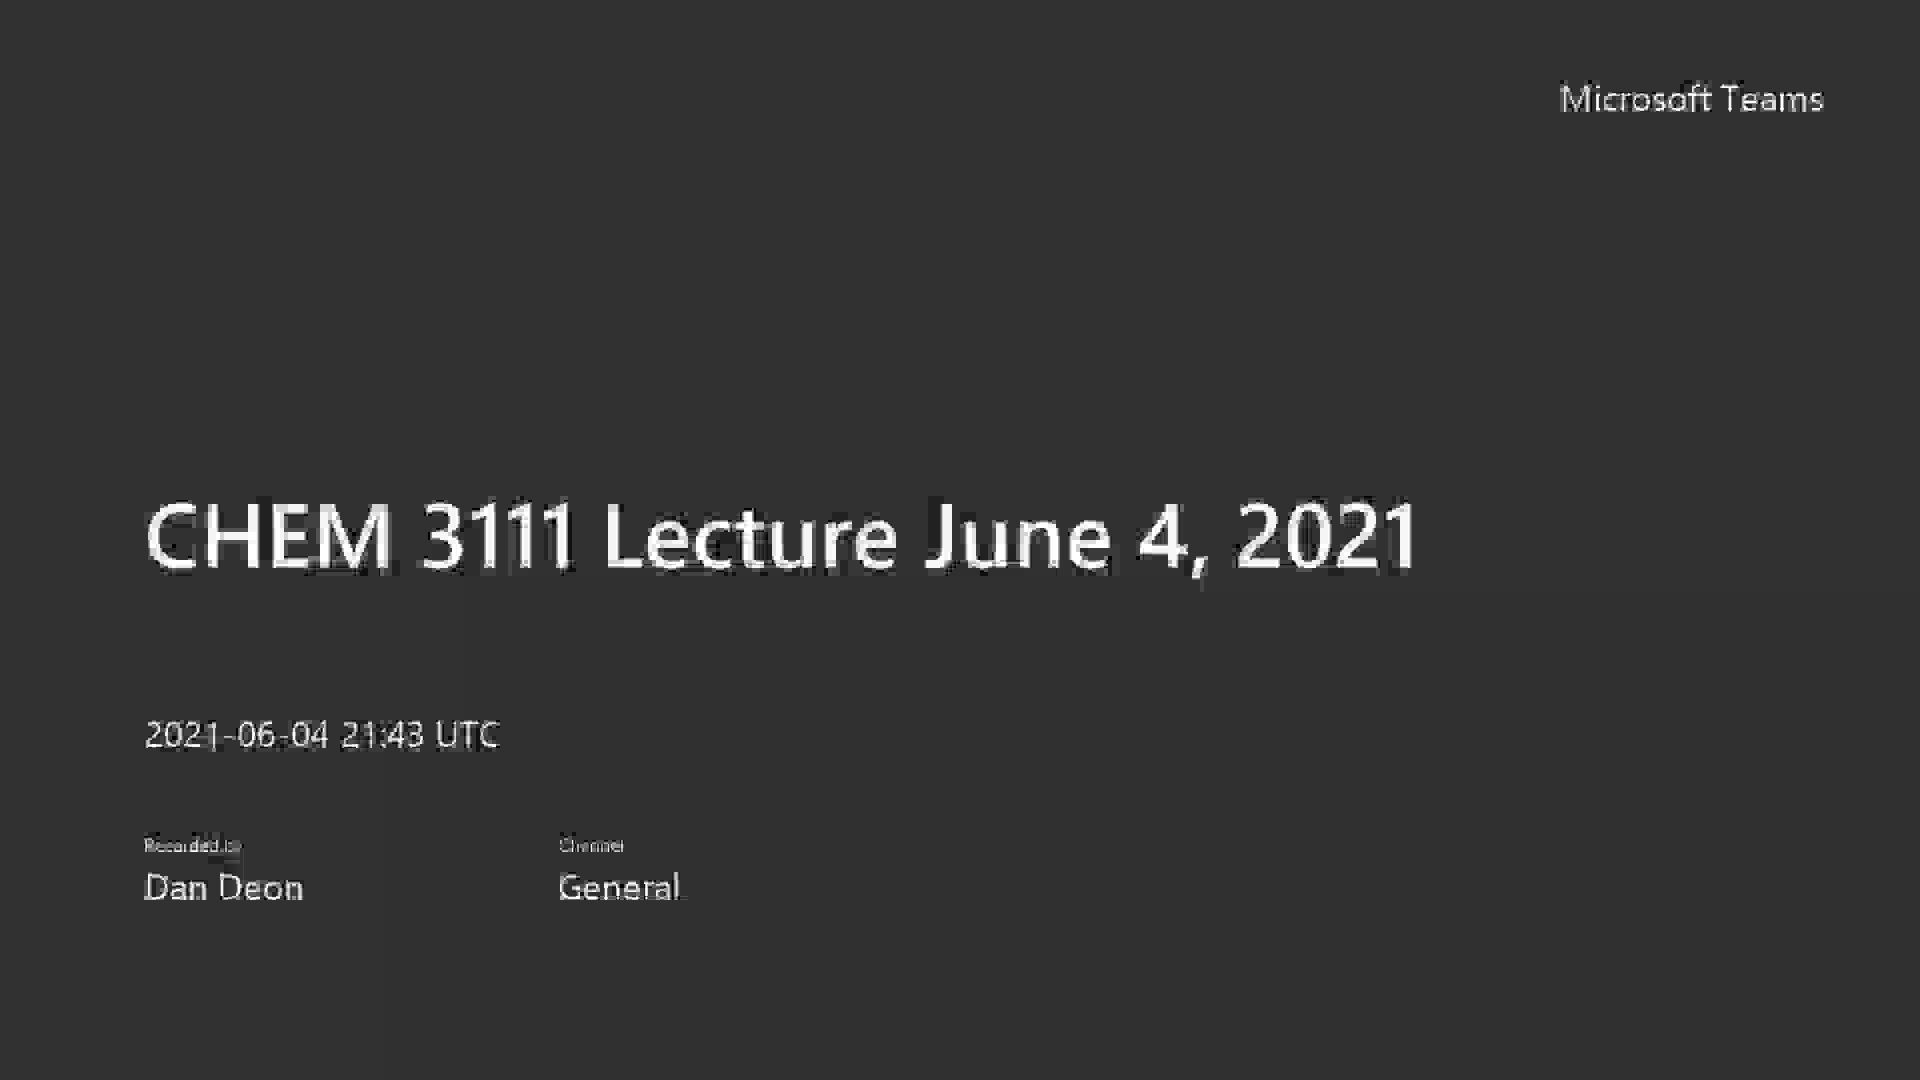 Microsoft Teams
CHEM 3111 Lecture June 4, 2021
2021-06-04 21:43 UTC
Recorded by
Channel
Dan Deon
General